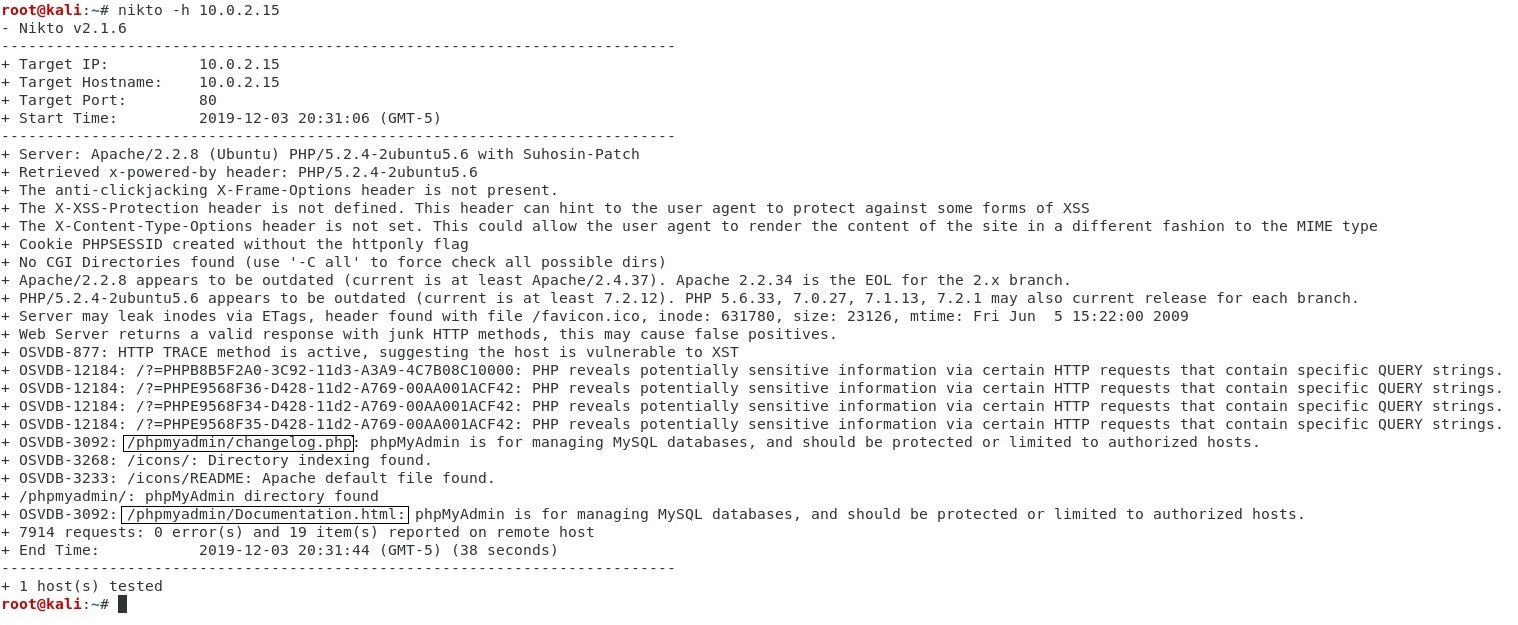 root@kali:~# nikto -h 10.0.2.15
- Nikto v2.1.6
---------------------------------------------------------------------------
+ Target IP:          10.0.2.15
+ Target Hostname:    10.0.2.15
+ Target Port:        80
+ Start Time:         2019-12-03 20:31:06 (GMT-5)
---------------------------------------------------------------------------
+ Server: Apache/2.2.8 (Ubuntu) PHP/5.2.4-2ubuntu5.6 with Suhosin-Patch
+ Retrieved x-powered-by header: PHP/5.2.4-2ubuntu5.6
+ The anti-clickjacking X-Frame-Options header is not present.
+ The X-XSS-Protection header is not defined. This header can hint to the user agent to protect against some forms of XSS
+ The X-Content-Type-Options header is not set. This could allow the user agent to render the content of the site in a different fashion to the MIME type
+ Cookie PHPSESSID created without the httponly flag
+ No CGI Directories found (use '-C all' to force check all possible dirs)
+ Apache/2.2.8 appears to be outdated (current is at least Apache/2.4.37). Apache 2.2.34 is the EOL for the 2.x branch.
+ PHP/5.2.4-2ubuntu5.6 appears to be outdated (current is at least 7.2.12). PHP 5.6.33, 7.0.27, 7.1.13, 7.2.1 may also current release for each branch.
+ Server may leak inodes via ETags, header found with file /favicon.ico, inode: 631780, size: 23126, mtime: Fri Jun  5 15:22:00 2009
+ Web Server returns a valid response with junk HTTP methods, this may cause false positives.
+ OSVDB-877: HTTP TRACE method is active, suggesting the host is vulnerable to XST
+ OSVDB-12184: /?=PHPB8B5F2A0-3C92-11d3-A3A9-4C7B08C10000: PHP reveals potentially sensitive information via certain HTTP requests that contain specific QUERY strings.
+ OSVDB-12184: /?=PHPE9568F36-D428-11d2-A769-00AA001ACF42: PHP reveals potentially sensitive information via certain HTTP requests that contain specific QUERY strings.
+ OSVDB-12184: /?=PHPE9568F34-D428-11d2-A769-00AA001ACF42: PHP reveals potentially sensitive information via certain HTTP requests that contain specific QUERY strings.
+ OSVDB-12184: /?=PHPE9568F35-D428-11d2-A769-00AA001ACF42: PHP reveals potentially sensitive information via certain HTTP requests that contain specific QUERY strings.
+ OSVDB-3092: /phpmyadmin/changelog.php: phpMyAdmin is for managing MySQL databases, and should be protected or limited to authorized hosts.
+ OSVDB-3268: /icons/: Directory indexing found.
+ OSVDB-3233: /icons/README: Apache default file found.
+ /phpmyadmin/: phpMyAdmin directory found
+ OSVDB-3092: /phpmyadmin/Documentation.html: phpMyAdmin is for managing MySQL databases, and should be protected or limited to authorized hosts.
+ 7914 requests: 0 error(s) and 19 item(s) reported on remote host
+ End Time:           2019-12-03 20:31:44 (GMT-5) (38 seconds)
---------------------------------------------------------------------------
+ 1 host(s) tested
root@kali:~#